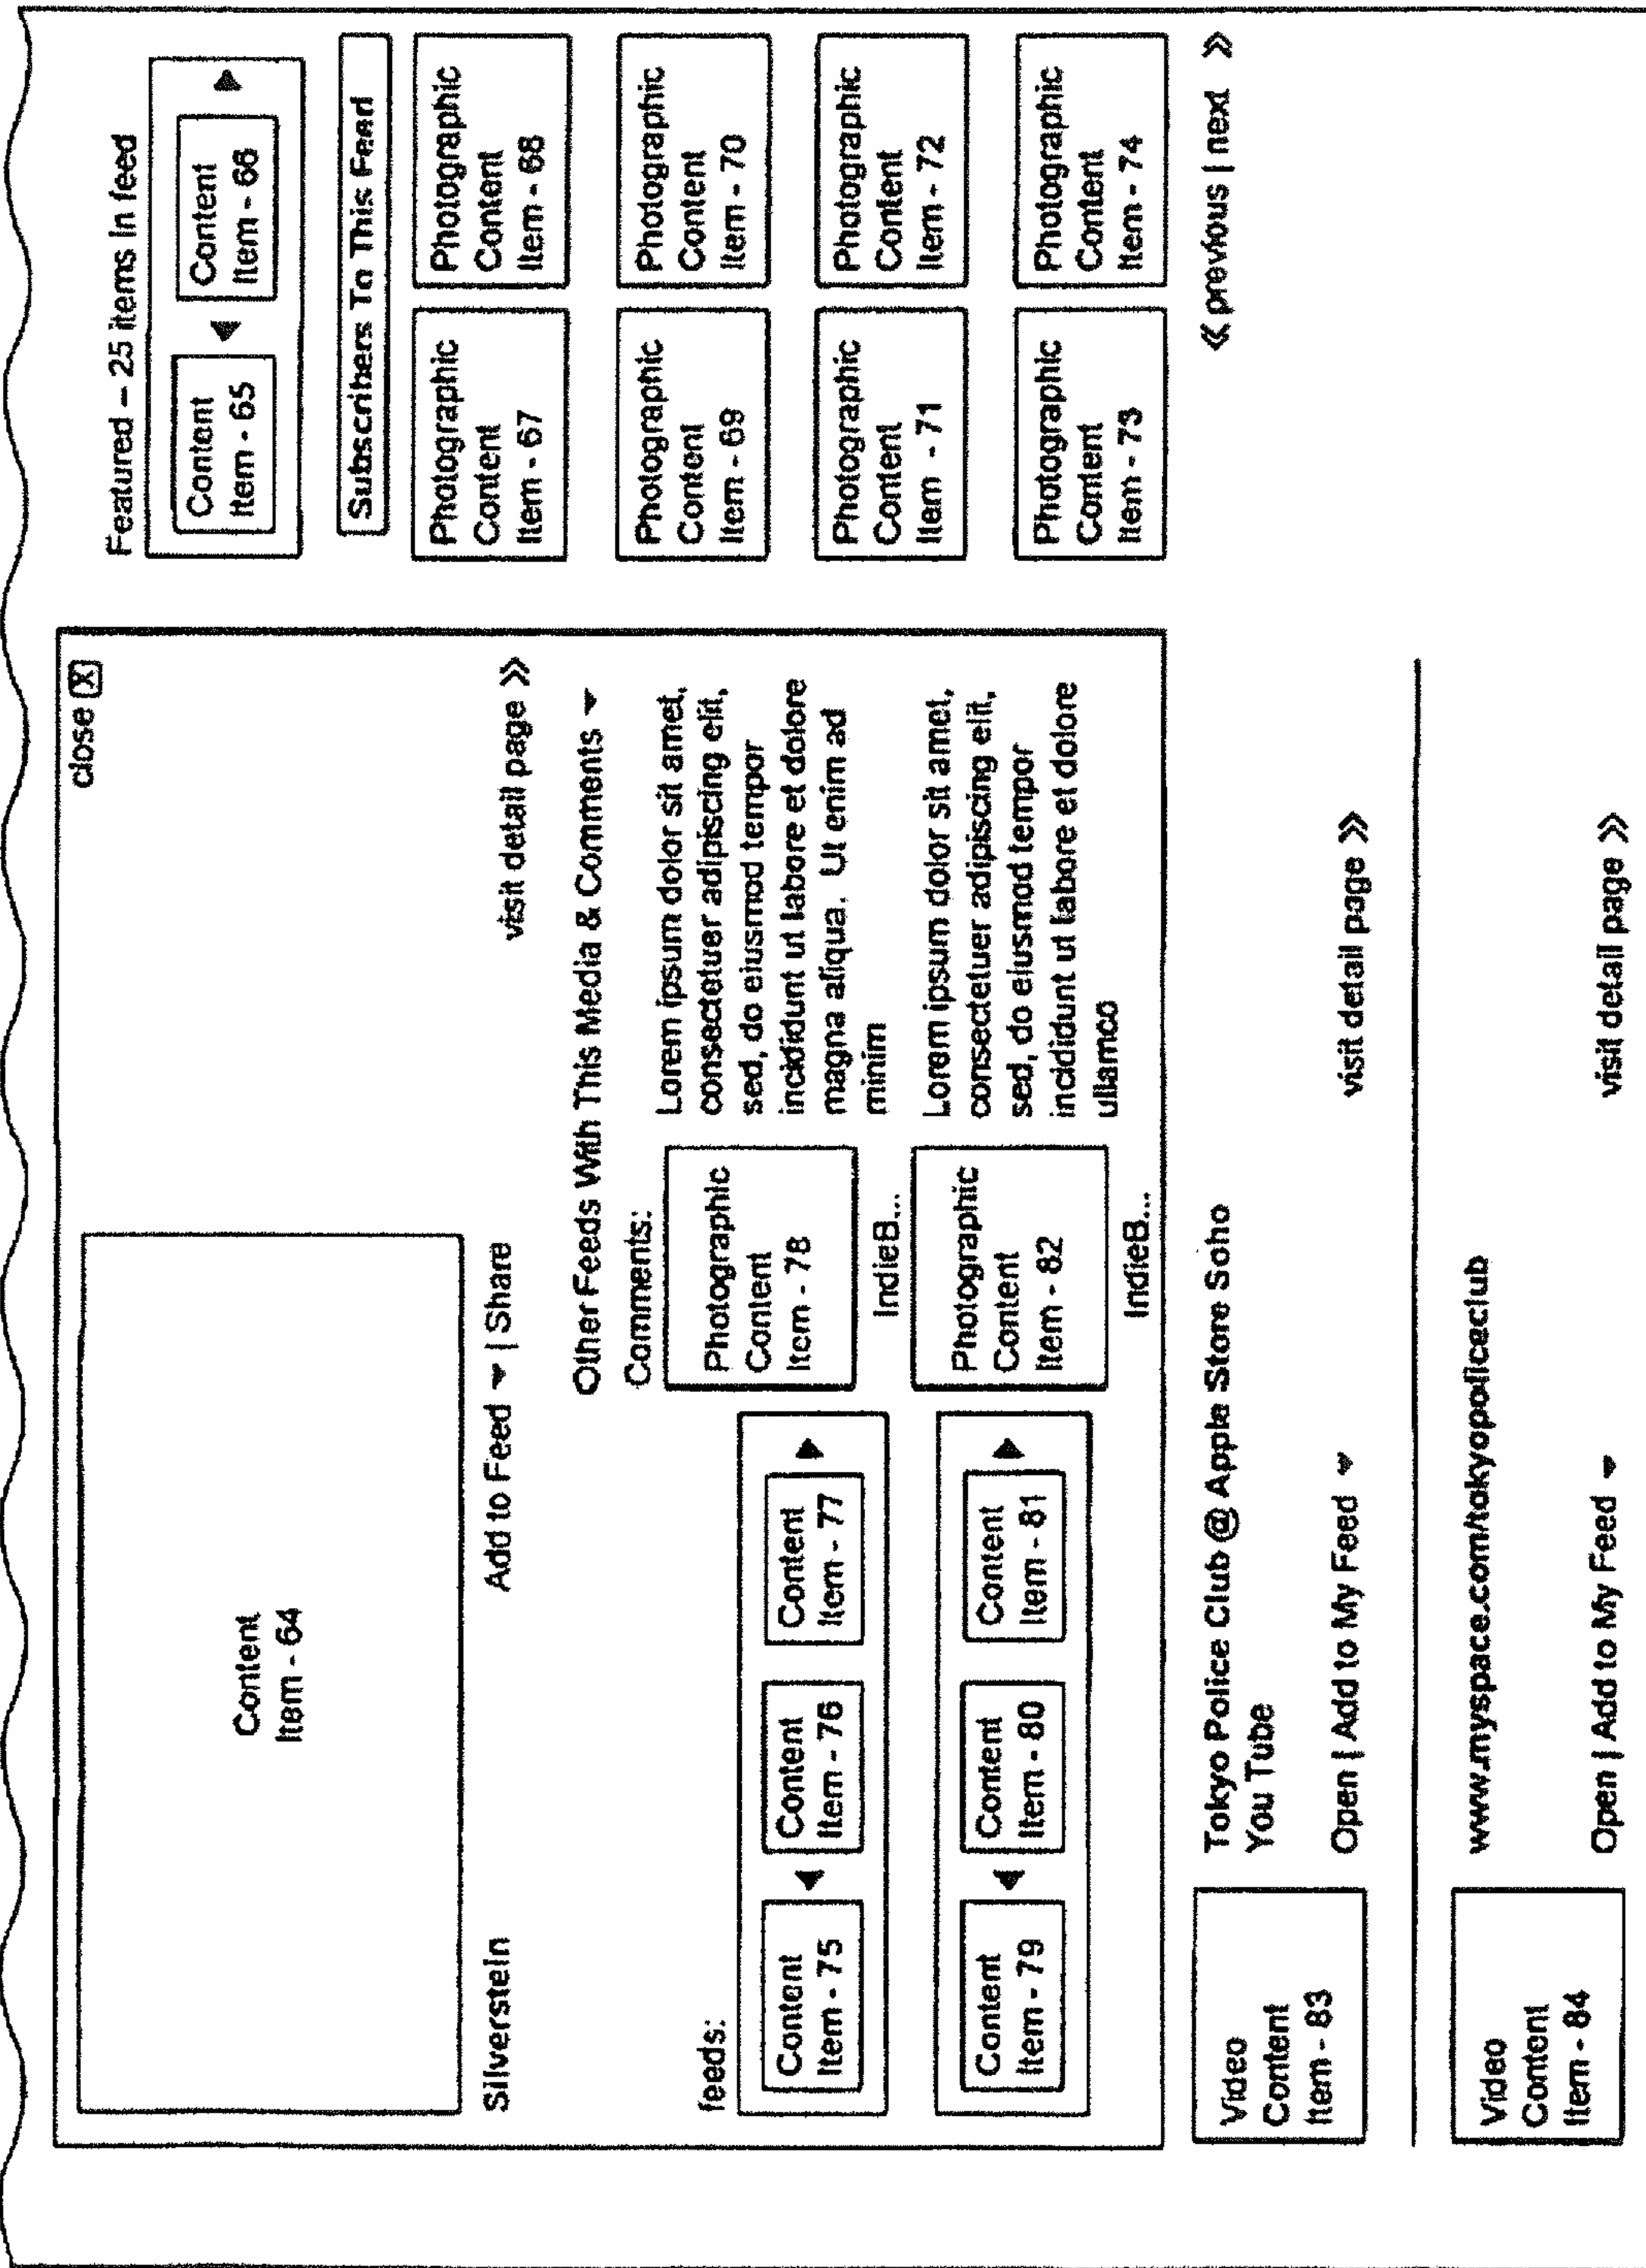 close X
Content
Item - 64
Silverstein
Add to Feed | Share
visit detail page >>
Other Feeds With This Media & Comments
feeds:
Content
Item - 75
Content
Item - 76
Content
Item - 77
Content
Item - 79
Content
Item - 80
Content
Item - 81
Comments:
Photographic
Content
Item - 78
IndieB...
Lorem ipsum dolor sit amet,
consectetuer adipiscing elit,
sed, do eiusmod tempor
incididunt ut labore et dolore
magna aliqua. Ut enim ad
minim
Photographic
Content
Item - 82
IndieB...
Lorem ipsum dolor sit amet,
consectetuer adipiscing elit,
sed, do eiusmod tempor
incididunt ut labore et dolore
ullamco
Video
Content
Item - 83
Tokyo Police Club @ Apple Store Soho
You Tube
Open | Add to My Feed
visit detail page >>
Video
Content
Item - 84
www.myspace.com/tokyopoliceclub
Open | Add to My Feed
visit detail page >>
Featured – 25 items In feed
Content
Item - 65
Content
Item - 66
Subscribers To This Feed
Photographic
Content
Item - 67
Photographic
Content
Item - 68
Photographic
Content
Item - 69
Photographic
Content
Item - 70
Photographic
Content
Item - 71
Photographic
Content
Item - 72
Photographic
Content
Item - 73
Photographic
Content
Item - 74
<< previous | next >>